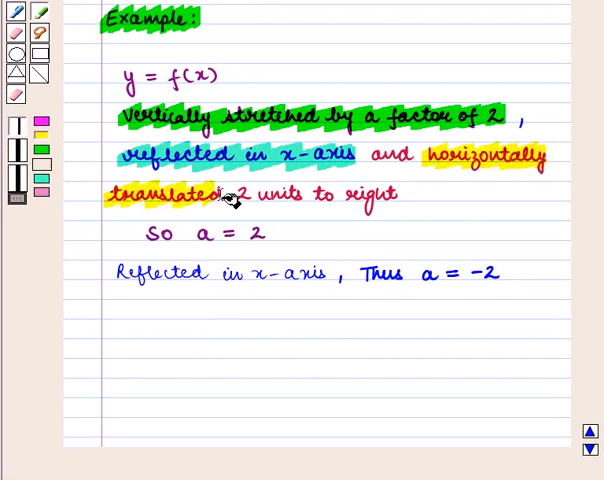 Example:
y = f(x)
Vertically stretched by a factor of 2 ,
reflected in x-axis and horizontally
translated 2 units to right
So a = 2
Reflected in x-axis , Thus a = -2